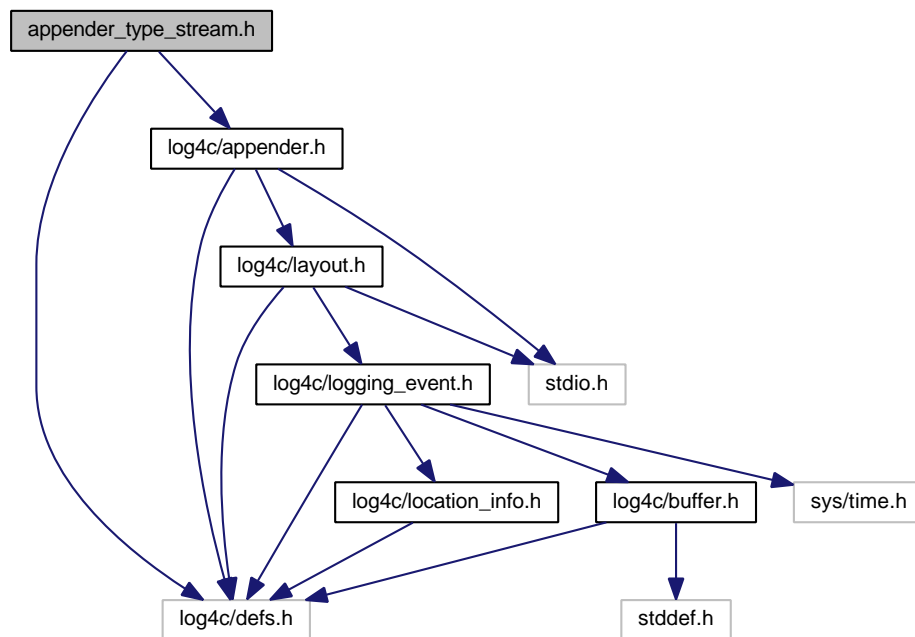 appender_type_stream.h
log4c/appender.h
log4c/layout.h
log4c/logging_event.h
stdio.h
log4c/location_info.h
log4c/buffer.h
sys/time.h
log4c/defs.h
stddef.h